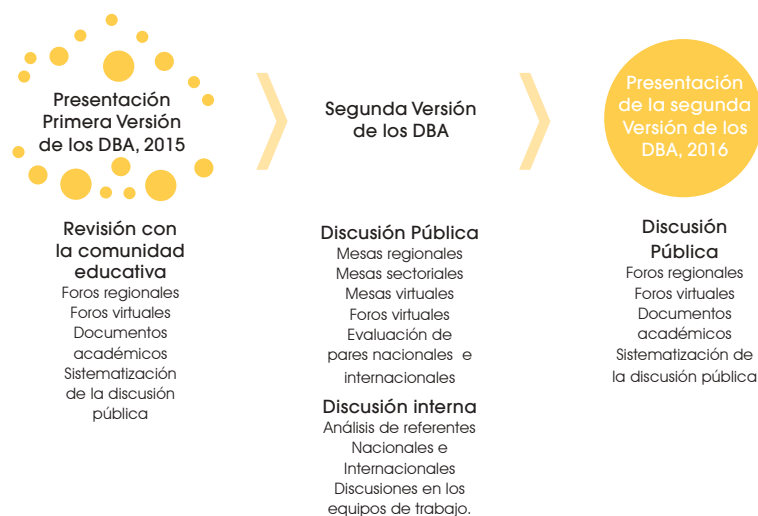 Presentación
Primera Versión
de los DBA, 2015
Revisión con
la comunidad
educativa
Foros regionales
Foros virtuales
Documentos
académicos
Sistematización
de la discusión
pública
Segunda Versión
de los DBA
Discusión Pública
Mesas regionales
Mesas sectoriales
Mesas virtuales
Foros virtuales
Evaluación de
pares nacionales e
internacionales
Discusión interna
Análisis de referentes
Nacionales e
Internacionales
Discusiones en los
equipos de trabajo.
Presentación
de la segunda
Versión de los
DBA, 2016
Discusión
Pública
Foros regionales
Foros virtuales
Documentos
académicos
Sistematización de
la discusión pública